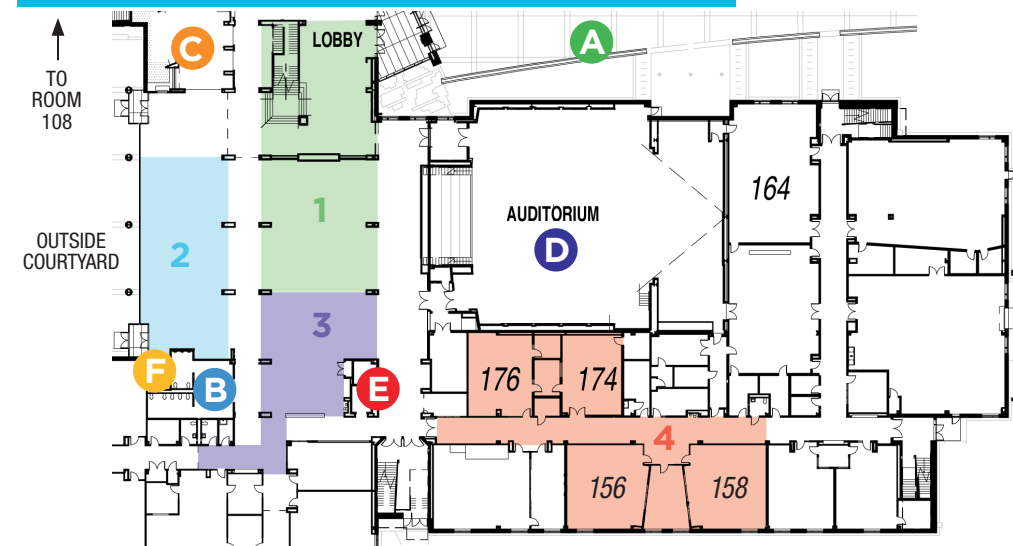 LOBBY
A
C
TO
ROOM
108
164
1
AUDITORIUM
D
OUTSIDE
COURTYARD
2
3
F
B
E
176
174
4
156
158